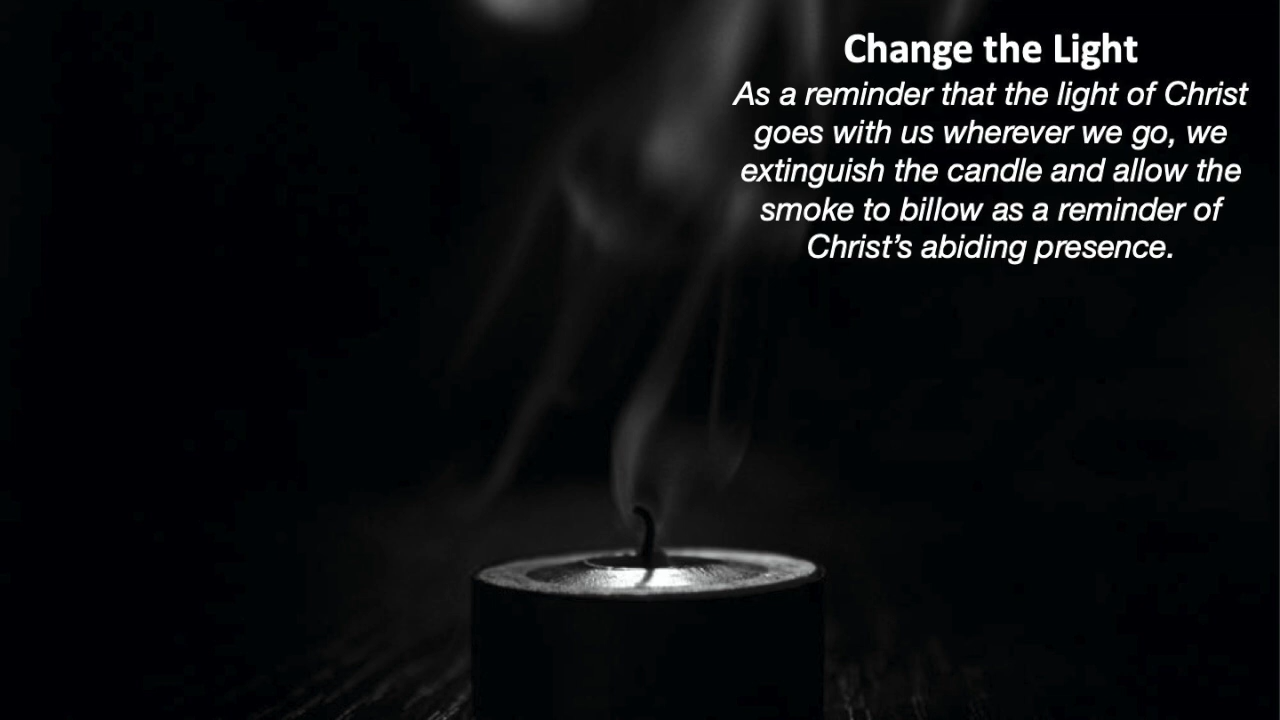 Change the Light
As a reminder that the light of Christ
goes with us wherever we go, we
extinguish the candle and allow the
smoke to billow as a reminder of
Christ’s abiding presence.